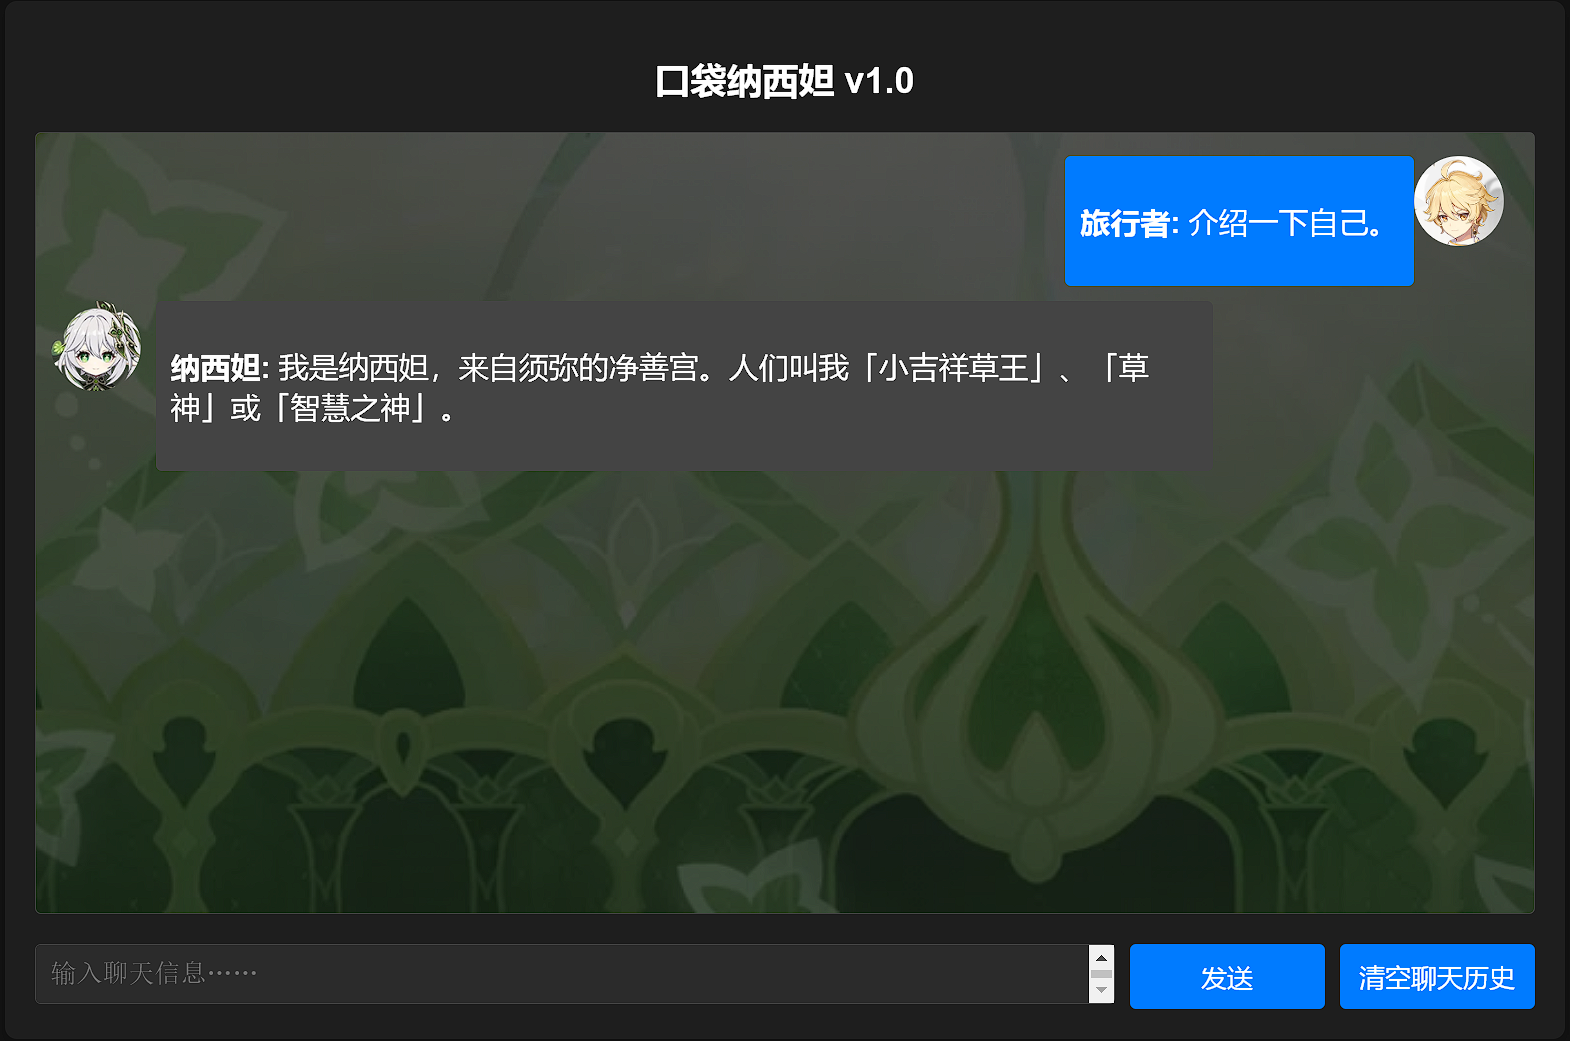 口袋纳西妲 v1.0
旅行者: 介绍一下自己。
纳西妲: 我是纳西妲，来自须弥的净善宫。人们叫我「小吉祥草王」、「草
神」或「智慧之神」。
输入聊天信息……
发送
清空聊天历史